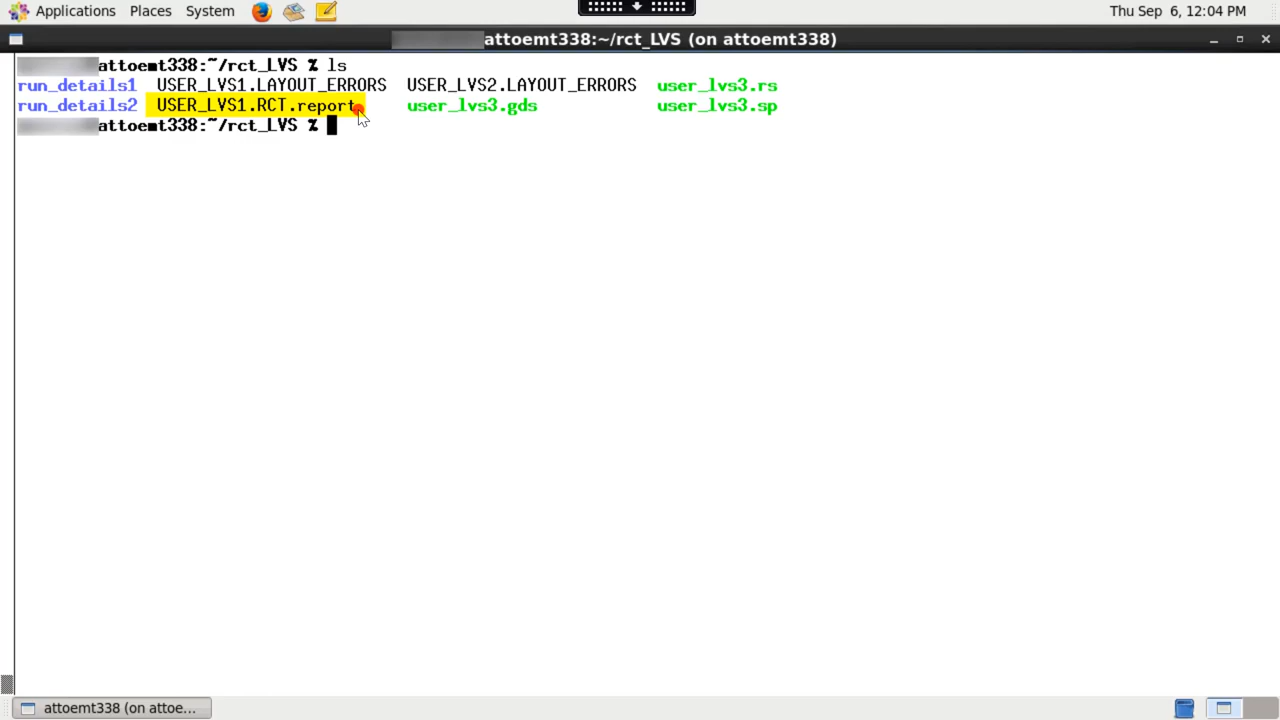 Applications Places System Thu Sep 6, 12:04 PM
attoemt338:~/rct_LVS (on attoemt338)
attoemt338:~/rct_LVS % ls
run_details1 USER_LVS1.LAYOUT_ERRORS USER_LVS2.LAYOUT_ERRORS user_lvs3.rs
run_details2 USER_LVS1.RCT.report user_lvs3.gds user_lvs3.sp
attoemt338:~/rct_LVS %
attoemt338 (on attoe...